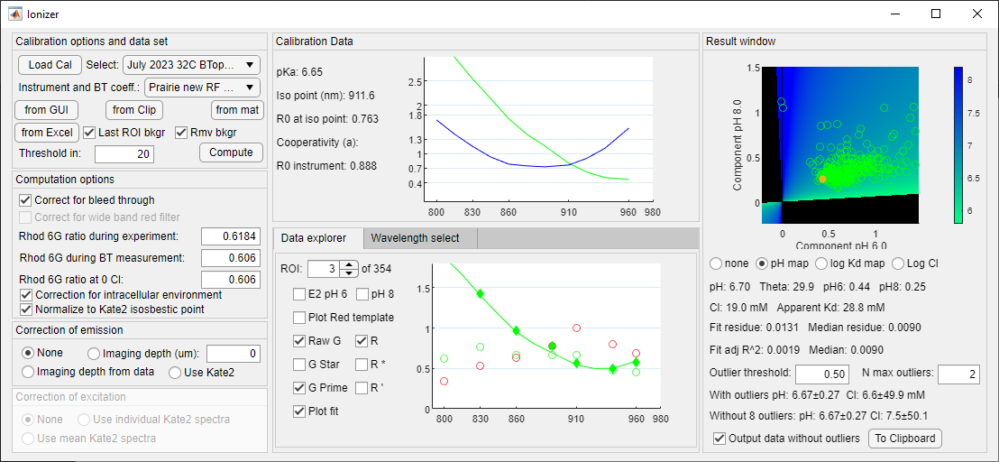 Ionizer
Calibration options and data set
Load Cal Select: July 2023 32C BTop...
Instrument and BT coeff.: Prairie new RF ...
from GUI from Clip from mat
from Excel Last ROI bkgr Rmv bkgr
Threshold in: 20 Compute
Computation options
Correct for bleed through
Correct for wide band red filter
Rhod 6G ratio during experiment: 0.6184
Rhod 6G during BT measurement: 0.606
Rhod 6G ratio at 0 Cl: 0.606
Correction for intracellular environment
Normalize to Kate2 isosbestic point
Correction of emission
None Imaging depth (um): 0
Imaging depth from data Use Kate2
Correction of excitation
None Use individual Kate2 spectra
Use mean Kate2 spectra
Calibration Data
pKa: 6.65
Iso point (nm): 911.6
R0 at iso point: 0.763
Cooperativity (a):
R0 instrument: 0.888
2.5
2
1.8
1.3
1
0.7
0.4
800 860 910 960 980
Data explorer Wavelength select
ROI: 3 of 354
E2 pH 6 pH 8
Plot Red template
Raw G R
G Star R *
G Prime R '
Plot fit
1.5
1
0.5
0
800 830 860 890 910 940 960 980
Result window
Component pH 8.0
1.5
1
0.5
0
0 0.5 1
Component pH 6.0
8
7.5
7
6.5
6
none pH map log Kd map Log Cl
pH: 6.70 Theta: 29.9 pH6: 0.44 pH8: 0.25
Cl: 19.0 mM Apparent Kd: 28.8 mM
Fit residue: 0.0131 Median residue: 0.0090
Fit adj R^2: 0.0019 Median: 0.0090
Outlier threshold: 0.50 N max outliers: 2
With outliers pH: 6.67±0.27 Cl: 6.6±49.9 mM
Without 8 outliers: pH: 6.67±0.27 Cl: 7.5±50.1
Output data without outliers To Clipboard